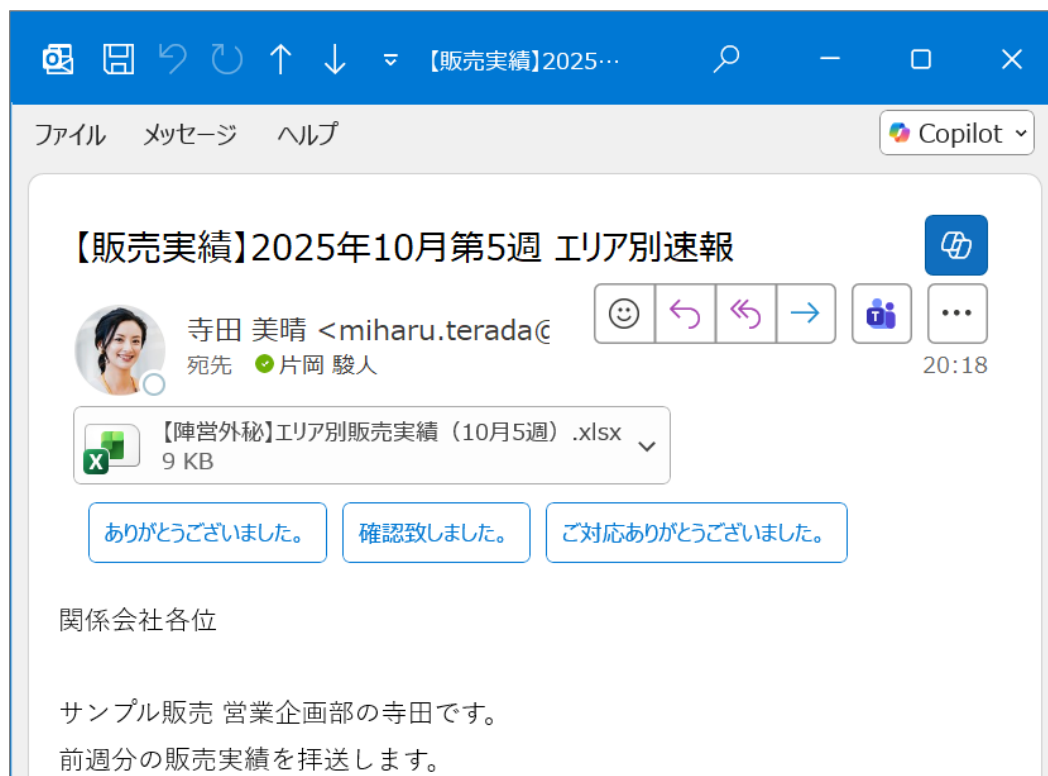 【販売実績】2025…
ファイル メッセージ ヘルプ Copilot
【販売実績】2025年10月第5週 エリア別速報
寺田 美晴 <miharu.terada@
宛先 片岡 駿人
20:18
【陣営外秘】エリア別販売実績（10月5週）.xlsx
9 KB
ありがとうございました。 確認致しました。 ご対応ありがとうございました。
関係会社各位
サンプル販売 営業企画部の寺田です。
前週分の販売実績を拝送します。